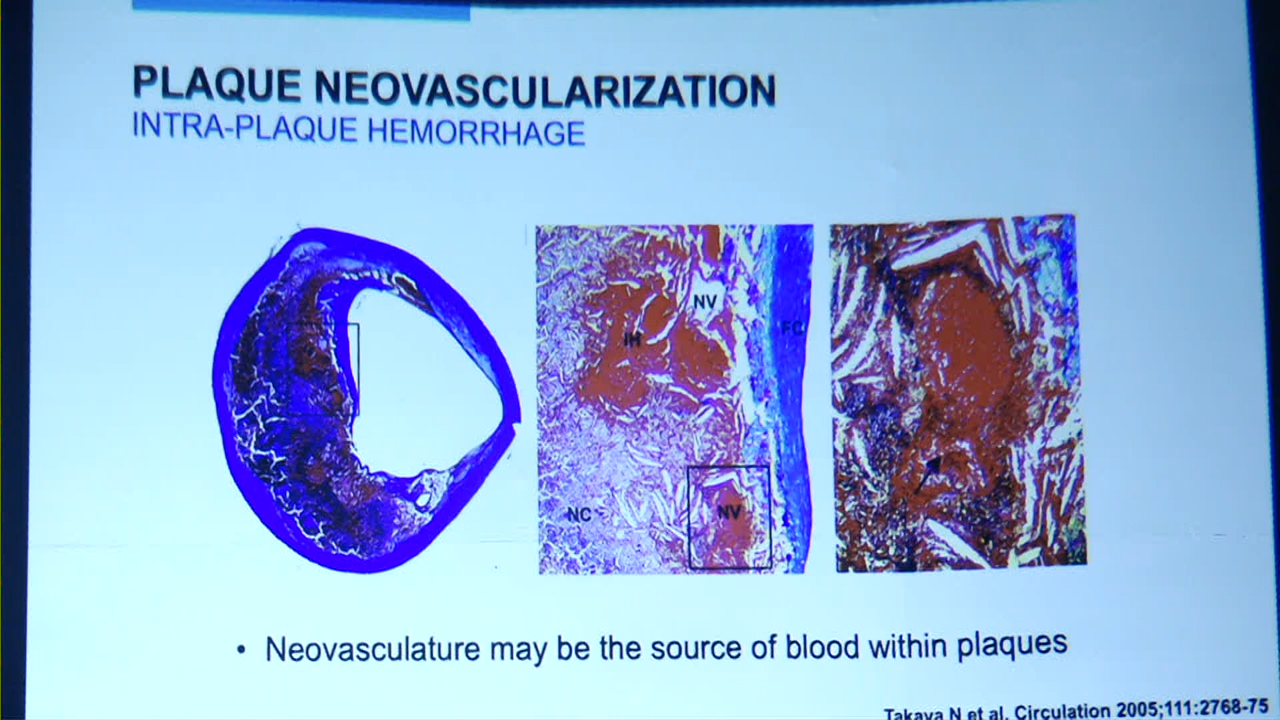 PLAQUE NEOVASCULARIZATION
INTRA-PLAQUE HEMORRHAGE
NV
FC
IH
NC
NV
• Neovasculature may be the source of blood within plaques
Takaya N et al. Circulation 2005;111:2768-75